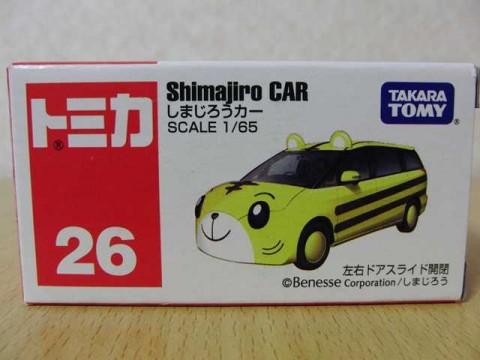 トミカ®
26
Shimajiro CAR
しまじろうカー
SCALE 1/65
TAKARA
TOMY
左右ドアスライド開閉
©Benesse Corporation/しまじろう